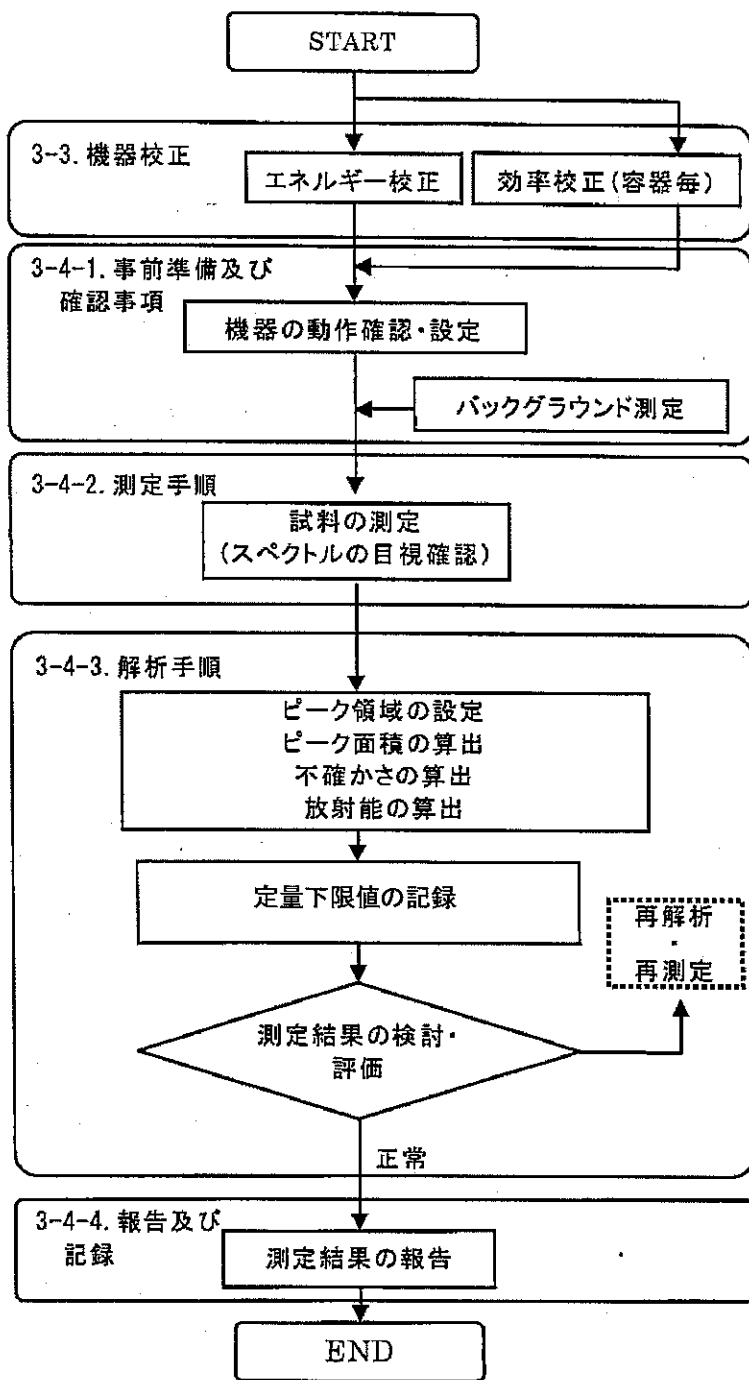 START
3-3. 機器校正
エネルギー校正
効率校正(容器毎)
3-4-1. 事前準備及び
確認事項
機器の動作確認・設定
バックグラウンド測定
3-4-2. 測定手順
試料の測定
(スペクトルの目視確認)
3-4-3. 解析手順
ピーク領域の設定
ピーク面積の算出
不確かさの算出
放射能の算出
定量下限値の記録
再解析
・
再測定
測定結果の検討・
評価
正常
3-4-4. 報告及び
記録
測定結果の報告
END